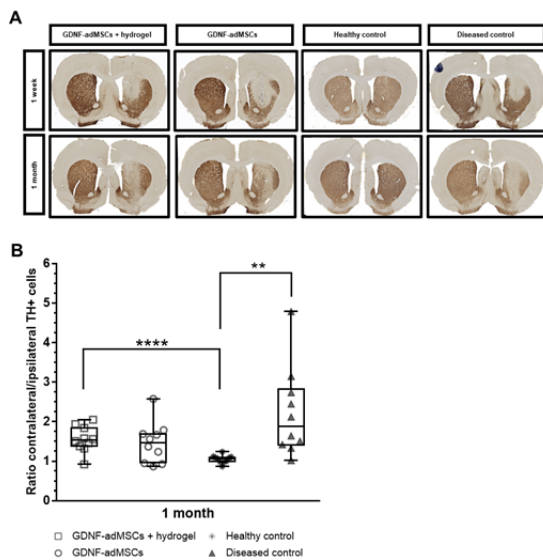 A
GDNF-adMSCs + hydrogel
GDNF-adMSCs
Healthy control
Diseased control
1 week
1 month
B
Ratio contralateral/ipsilateral TH+ cells
6
5
4
3
2
1
0
**
****
1 month
GDNF-adMSCs + hydrogel
Healthy control
GDNF-adMSCs
Diseased control